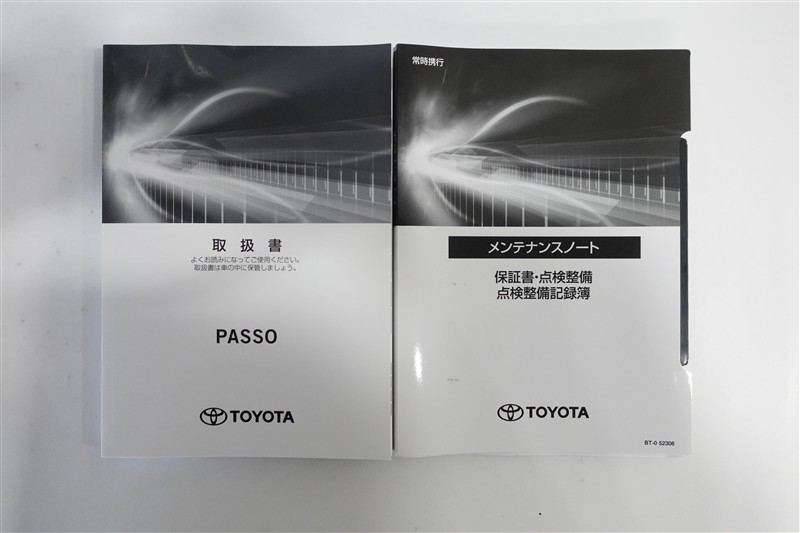 取扱書
よくお読みになってご使用ください。
取扱書は車の中に保管しましょう。
PASSO
TOYOTA
常時携行
メンテナンスノート
保証書・点検整備
点検整備記録簿
TOYOTA
BT-0 52306